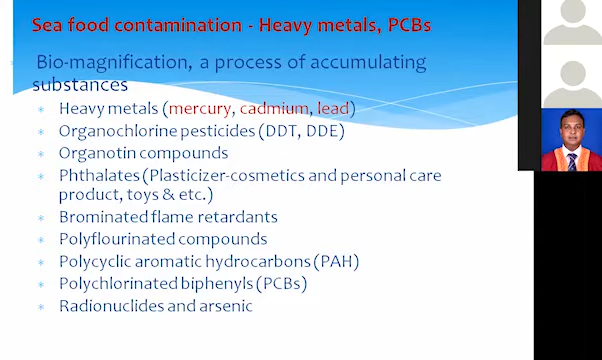 Sea food contamination - Heavy metals, PCBs
Bio-magnification, a process of accumulating
substances
Heavy metals (mercury, cadmium, lead)
Organochlorine pesticides (DDT, DDE)
Organotin compounds
Phthalates (Plasticizer-cosmetics and personal care
product, toys & etc.)
Brominated flame retardants
Polyflourinated compounds
Polycyclic aromatic hydrocarbons (PAH)
Polychlorinated biphenyls (PCBs)
Radionuclides and arsenic